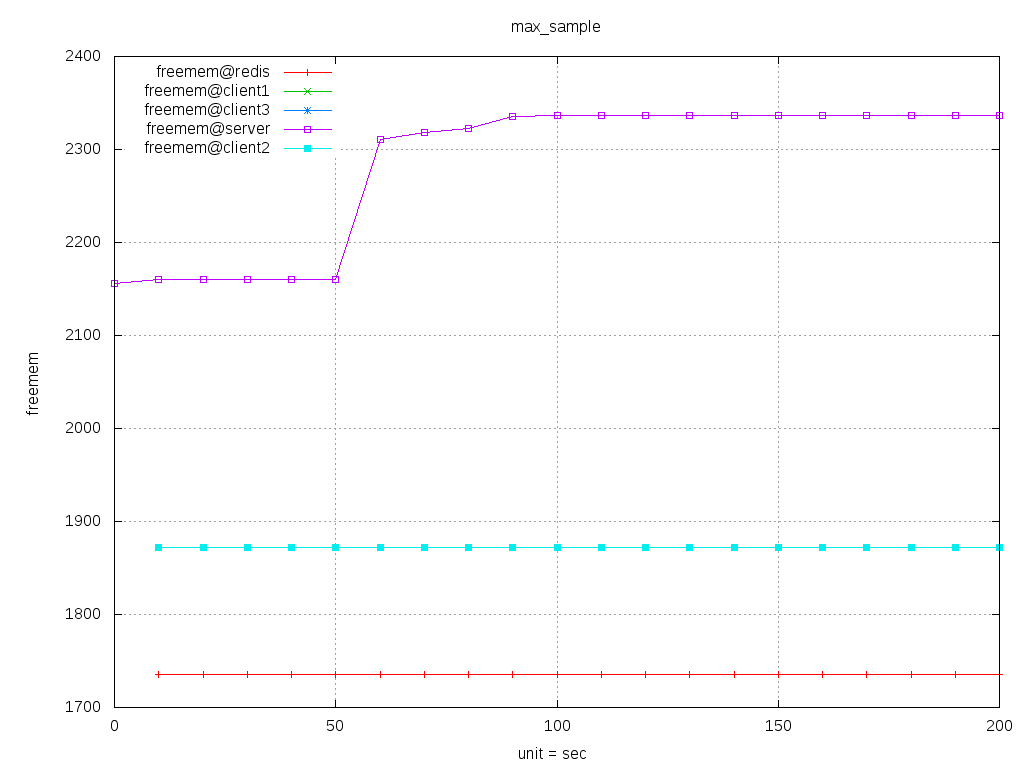 max_sample
2400
2300
2200
2100
2000
1900
1800
1700
freemem
freemem@redis
freemem@client1
freemem@client3
freemem@server
freemem@client2
0 50 100 150 200
unit = sec